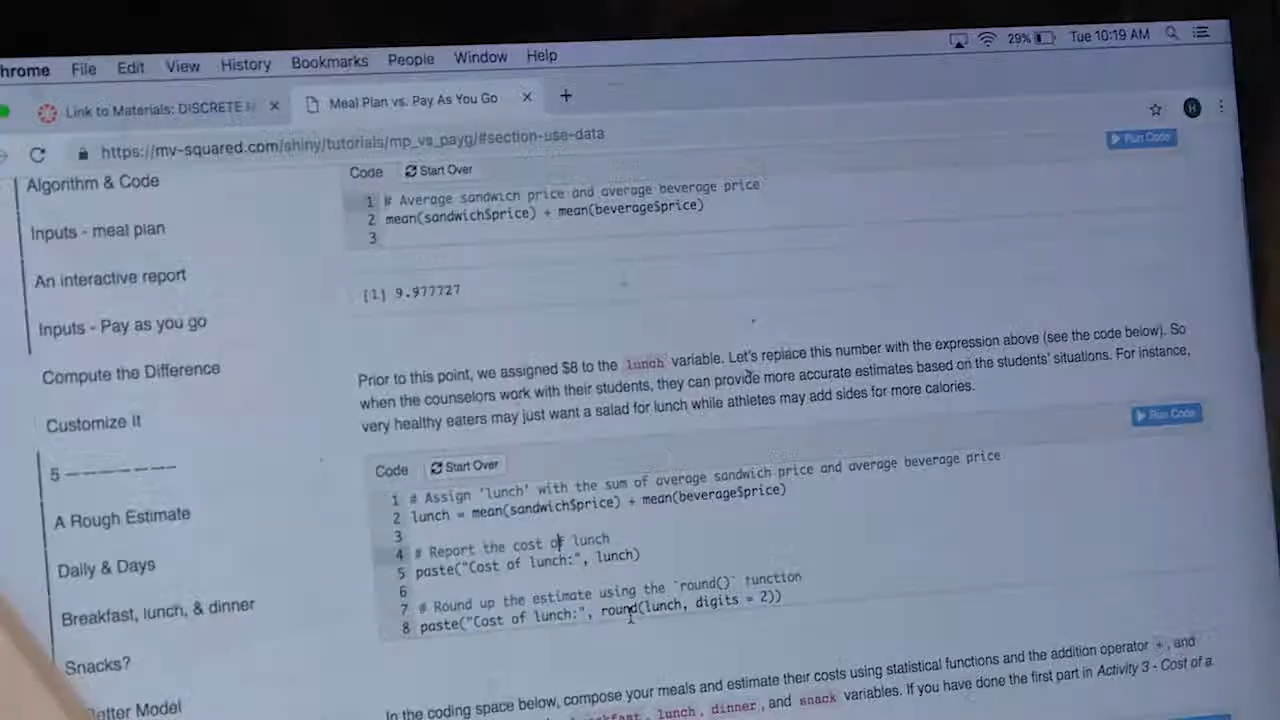 hrome File Edit View History Bookmarks People Window Help 29% Tue 10:19 AM
Link to Materials: DISCRETE Meal Plan vs. Pay As You Go
https://mv-squared.com/shiny/tutorials/mp_vs_payg/#section-use-data
Algorithm & Code
Inputs - meal plan
An interactive report
Inputs - Pay as you go
Compute the Difference
Customize It
5 ---------
A Rough Estimate
Daily & Days
Breakfast, lunch, & dinner
Snacks?
etter Model
Code Start Over Run Code
1 # Average sandwich price and average beverage price
2 mean(sandwich$price) + mean(beverage$price)
3
[1] 9.977727
Prior to this point, we assigned $8 to the lunch variable. Let's replace this number with the expression above (see the code below). So
when the counselors work with their students, they can provide more accurate estimates based on the students' situations. For instance,
very healthy eaters may just want a salad for lunch while athletes may add sides for more calories.
Code Start Over Run Code
1 # Assign 'lunch' with the sum of average sandwich price and average beverage price
2 lunch = mean(sandwich$price) + mean(beverage$price)
3
4 # Report the cost of lunch
5 paste("Cost of lunch:", lunch)
6
7 # Round up the estimate using the `round()` function
8 paste("Cost of lunch:", round(lunch, digits = 2))
In the coding space below, compose your meals and estimate their costs using statistical functions and the addition operator +, and
lunch, dinner, and snack variables. If you have done the first part in Activity 3 - Cost of a